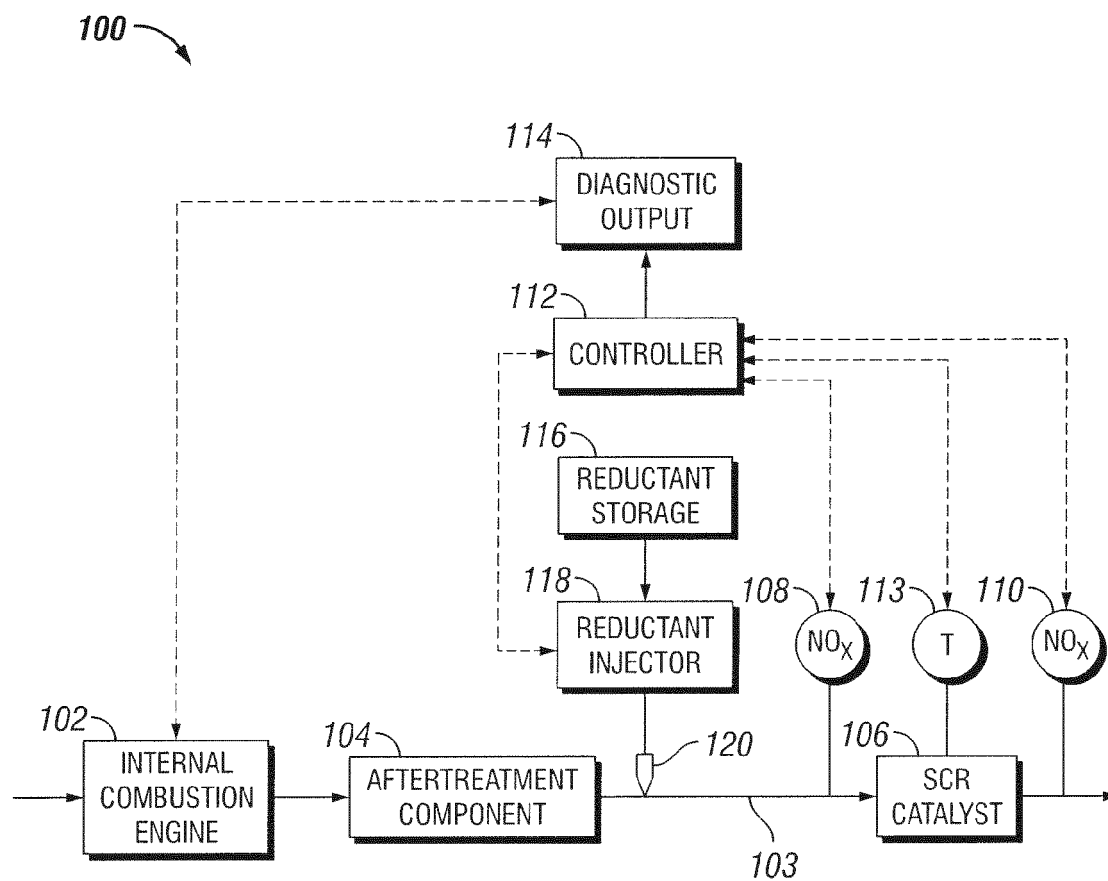 100
114
DIAGNOSTIC
OUTPUT
112
CONTROLLER
116
REDUCTANT
STORAGE
118
REDUCTANT
INJECTOR
108
NOX
113
T
110
NOX
102
INTERNAL
COMBUSTION
ENGINE
104
AFTERTREATMENT
COMPONENT
120
106
SCR
CATALYST
103